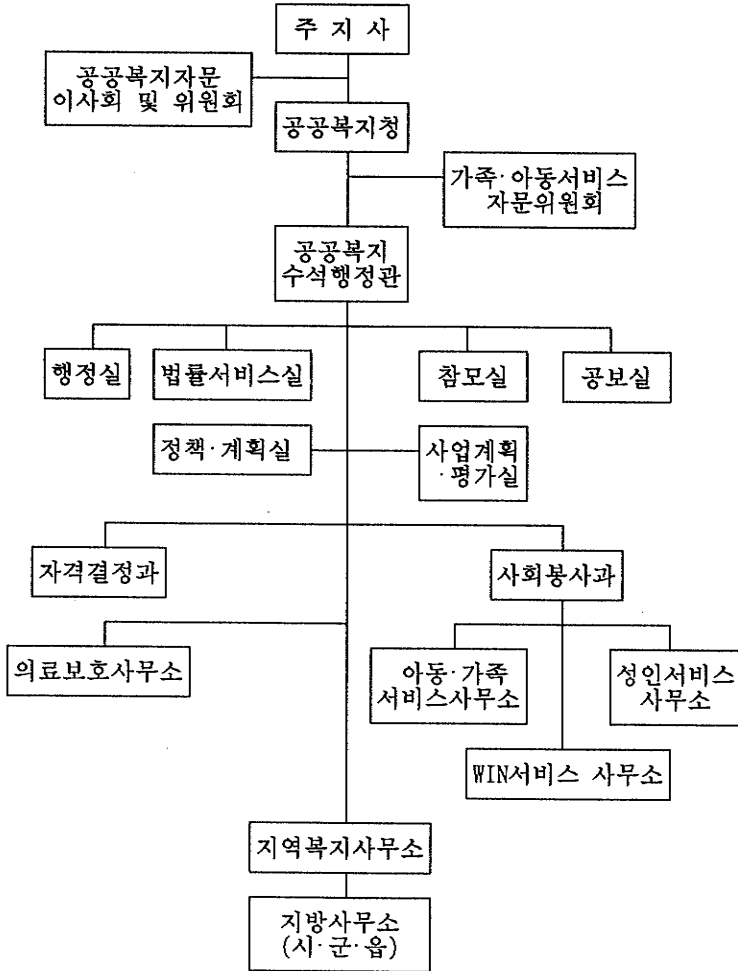 주 지 사
공공복지자문
이사회 및 위원회
공공복지청
가족·아동서비스
자문위원회
공공복지
수석행정관
행정실
법률서비스실
참모실
공보실
정책·계획실
사업계획
·평가실
자격결정과
사회봉사과
의료보호사무소
아동·가족
서비스사무소
성인서비스
사무소
WIN서비스 사무소
지역복지사무소
지방사무소
(시·군·읍)